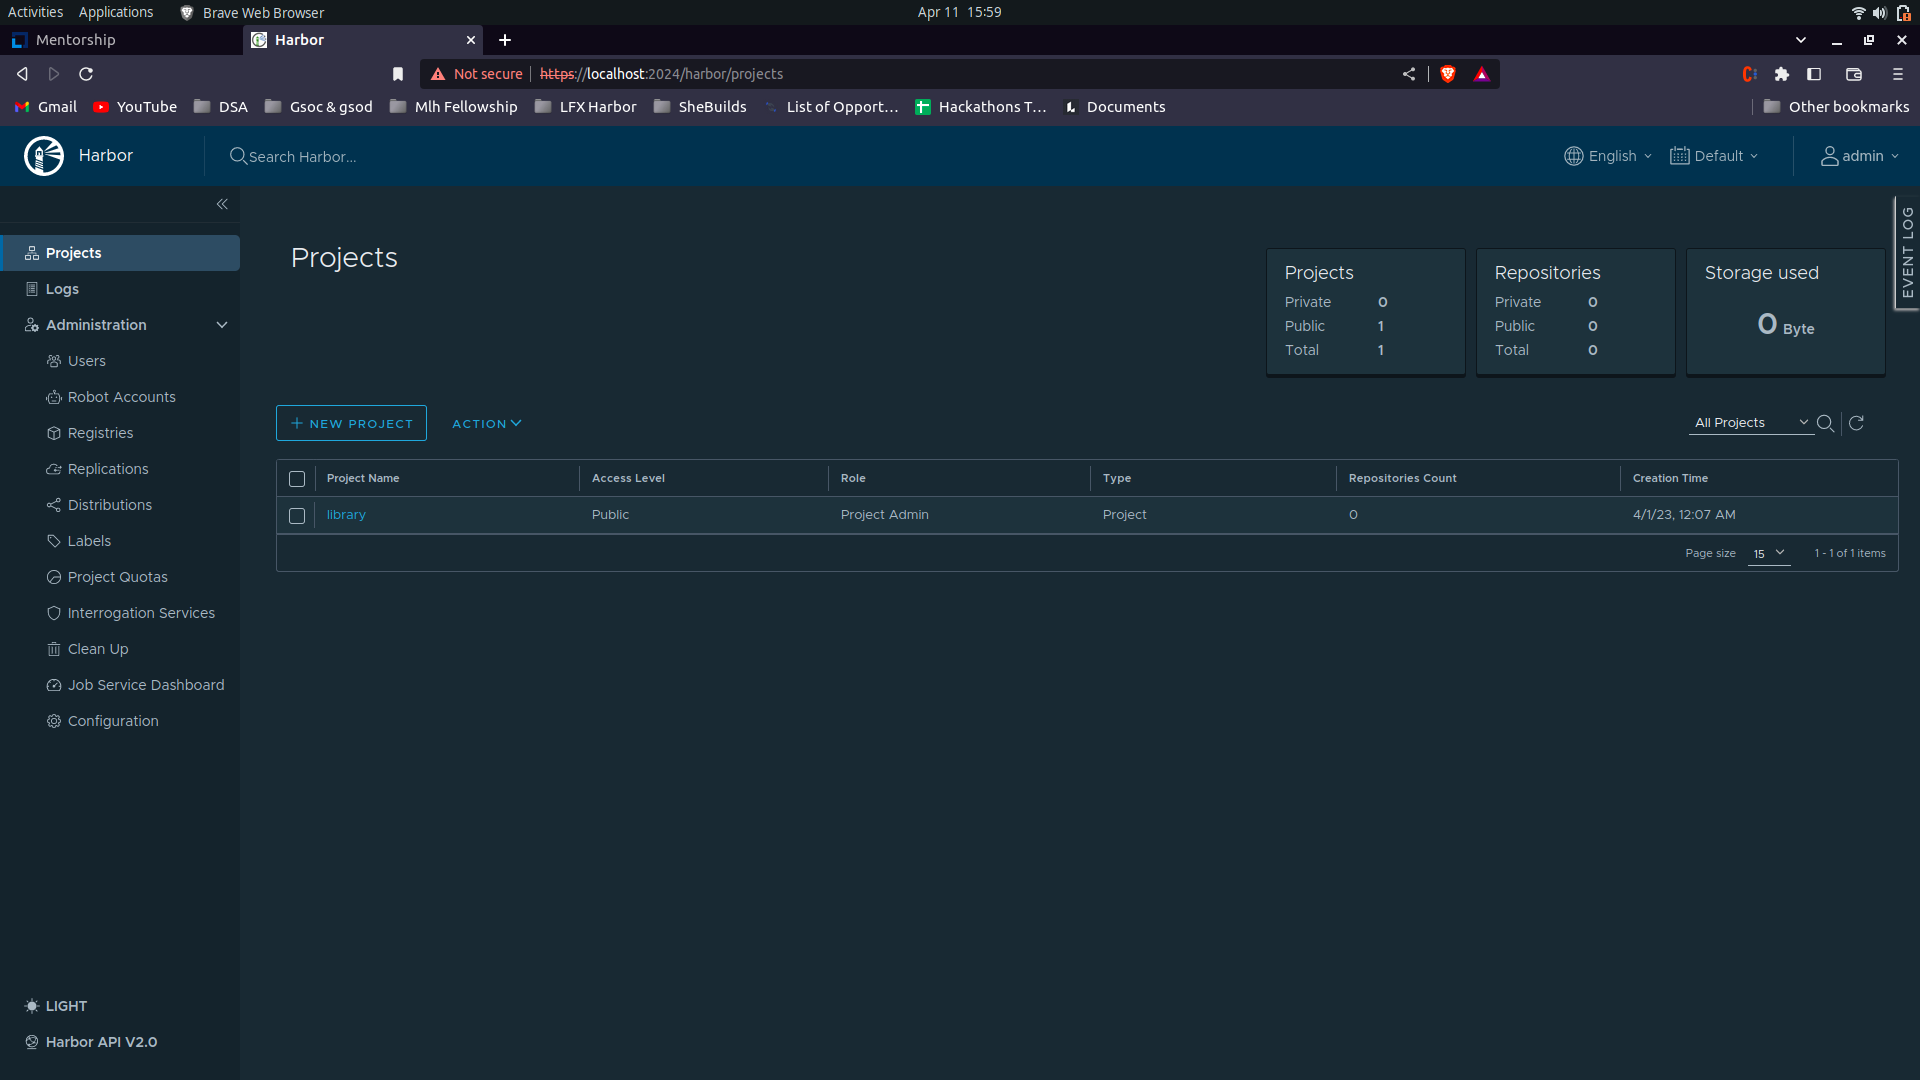 Activities Applications Brave Web Browser Apr 11 15:59
Mentorship Harbor
Not secure https://localhost:2024/harbor/projects
Gmail YouTube DSA Gsoc & gsod Mlh Fellowship LFX Harbor SheBuilds List of Opport... Hackathons T... Documents Other bookmarks
Harbor Search Harbor... English Default admin
EVENT LOG
Projects
Logs
Administration
Users
Robot Accounts
Registries
Replications
Distributions
Labels
Project Quotas
Interrogation Services
Clean Up
Job Service Dashboard
Configuration
LIGHT
Harbor API V2.0
Projects
Projects
Private 0
Public 1
Total 1
Repositories
Private 0
Public 0
Total 0
Storage used
0 Byte
+ NEW PROJECT ACTION All Projects
Project Name Access Level Role Type Repositories Count Creation Time
library Public Project Admin Project 0 4/1/23, 12:07 AM
Page size 15 1 - 1 of 1 items